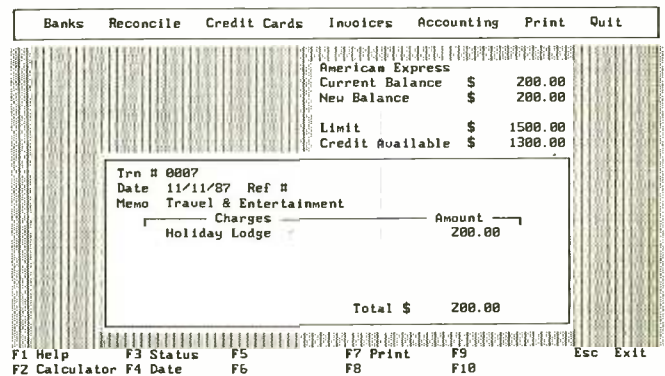 Banks Reconcile Credit Cards Invoices Accounting Print Quit
American Express
Current Balance $ 200.00
New Balance $ 200.00
Limit $ 1500.00
Credit Available $ 1300.00
Trn # 0007
Date 11/11/87 Ref #
Memo Travel & Entertainment
Charges Amount
Holiday Lodge 200.00
Total $ 200.00
F1 Help F3 Status F5 F7 Print F9 Esc Exit
F2 Calculator F4 Date F6 F8 F10